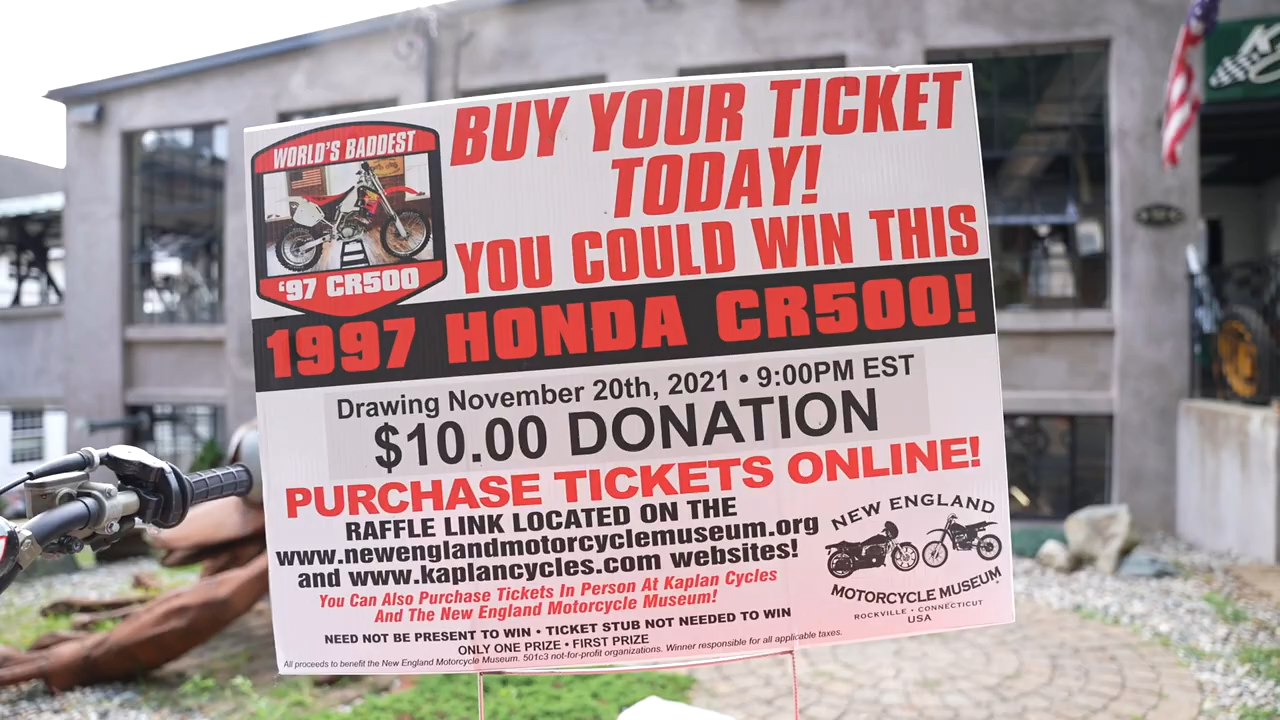 WORLD'S BADDEST
'97 CR500
BUY YOUR TICKET
TODAY!
YOU COULD WIN THIS
1997 HONDA CR500!
Drawing November 20th, 2021 • 9:00PM EST
$10.00 DONATION
PURCHASE TICKETS ONLINE!
RAFFLE LINK LOCATED ON THE
www.newenglandmotorcyclemuseum.org
and www.kaplancycles.com websites!
You Can Also Purchase Tickets In Person At Kaplan Cycles
And The New England Motorcycle Museum!
NEED NOT BE PRESENT TO WIN • TICKET STUB NOT NEEDED TO WIN
ONLY ONE PRIZE • FIRST PRIZE
All proceeds to benefit the New England Motorcycle Museum. 501c3 not-for-profit organizations. Winner responsible for all applicable taxes.
NEW ENGLAND
MOTORCYCLE MUSEUM
ROCKVILLE • CONNECTICUT
USA